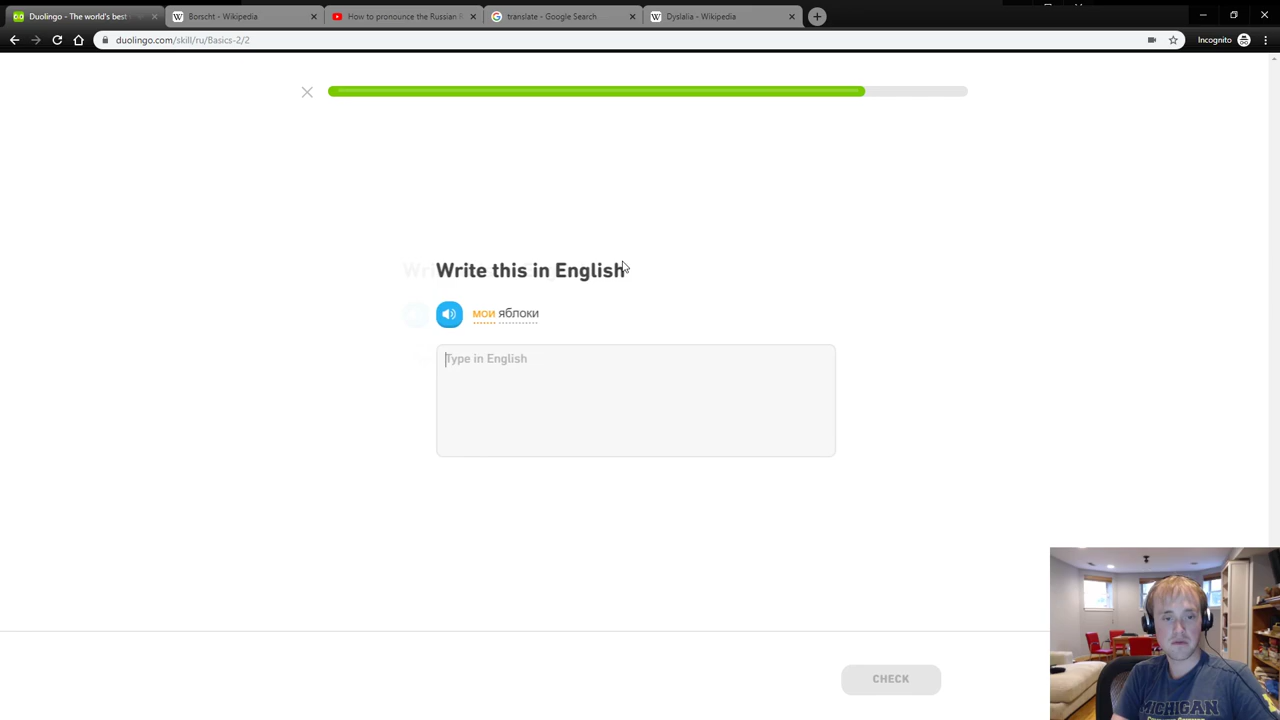 Duolingo - The world's best
Borscht - Wikipedia
How to pronounce the Russian
translate - Google Search
Dyslalia - Wikipedia
duolingo.com/skill/ru/Basics-2/2
Incognito
Write this in English
мои яблоки
Type in English
CHECK
MICHIGAN